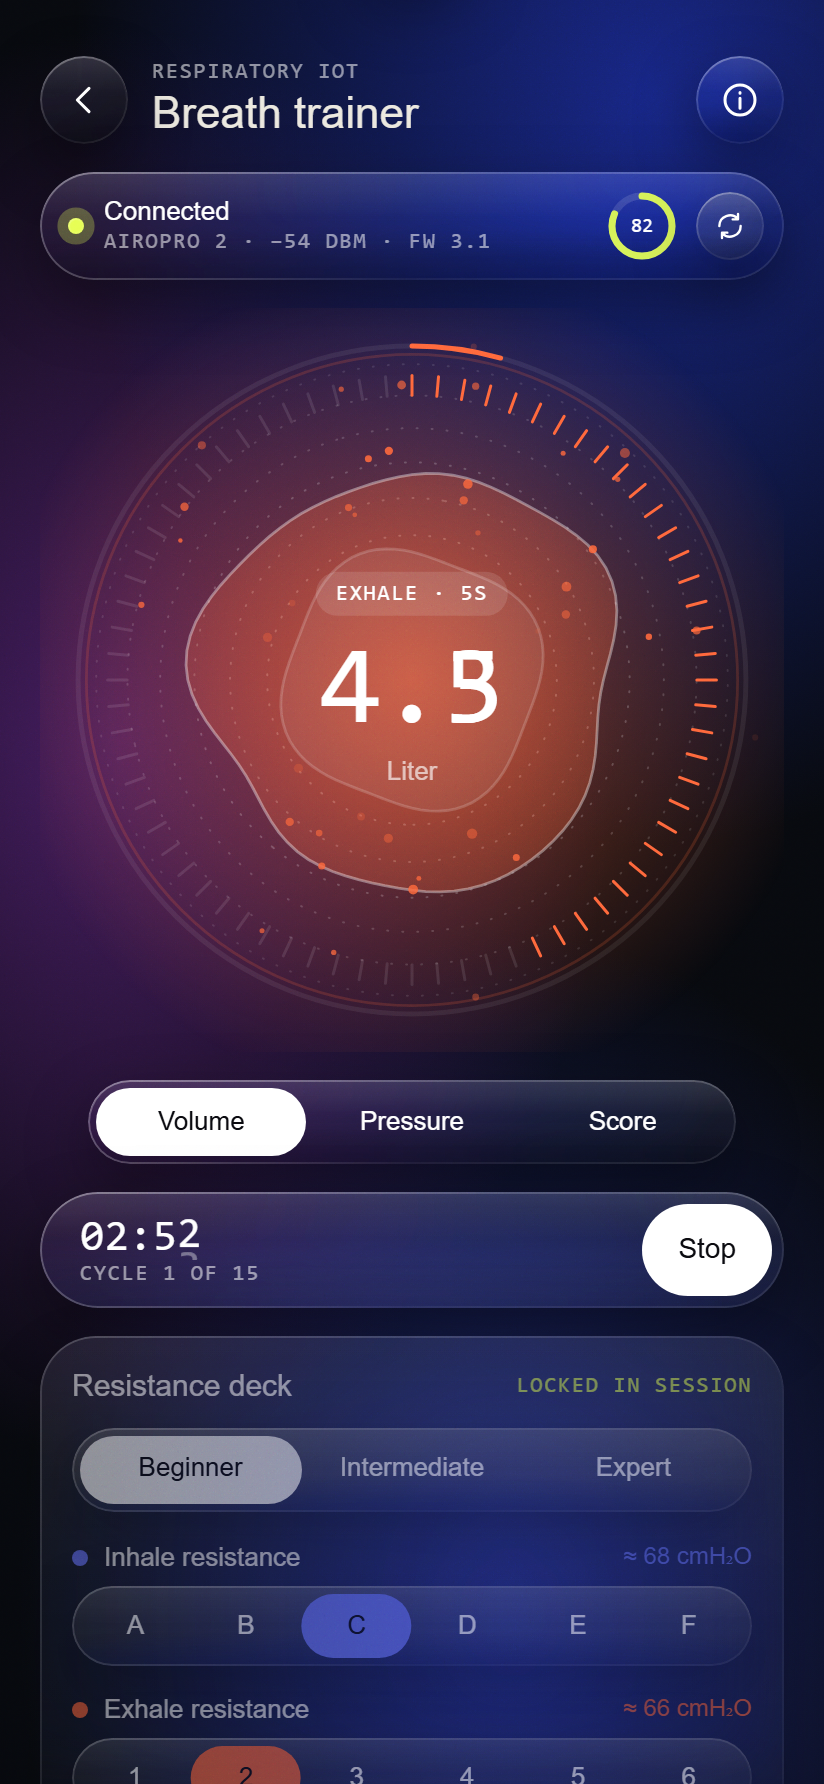 RESPIRATORY IOT
Breath trainer
Connected
AIROPRO 2 · −54 DBM · FW 3.1
82
EXHALE · 5S
Liter
Volume Pressure Score
02:52
CYCLE 1 OF 15
Stop
Resistance deck
LOCKED IN SESSION
Beginner Intermediate Expert
Inhale resistance
≈ 68 cmH₂O
A B C D E F
Exhale resistance
≈ 66 cmH₂O
1 2 3 4 5 6